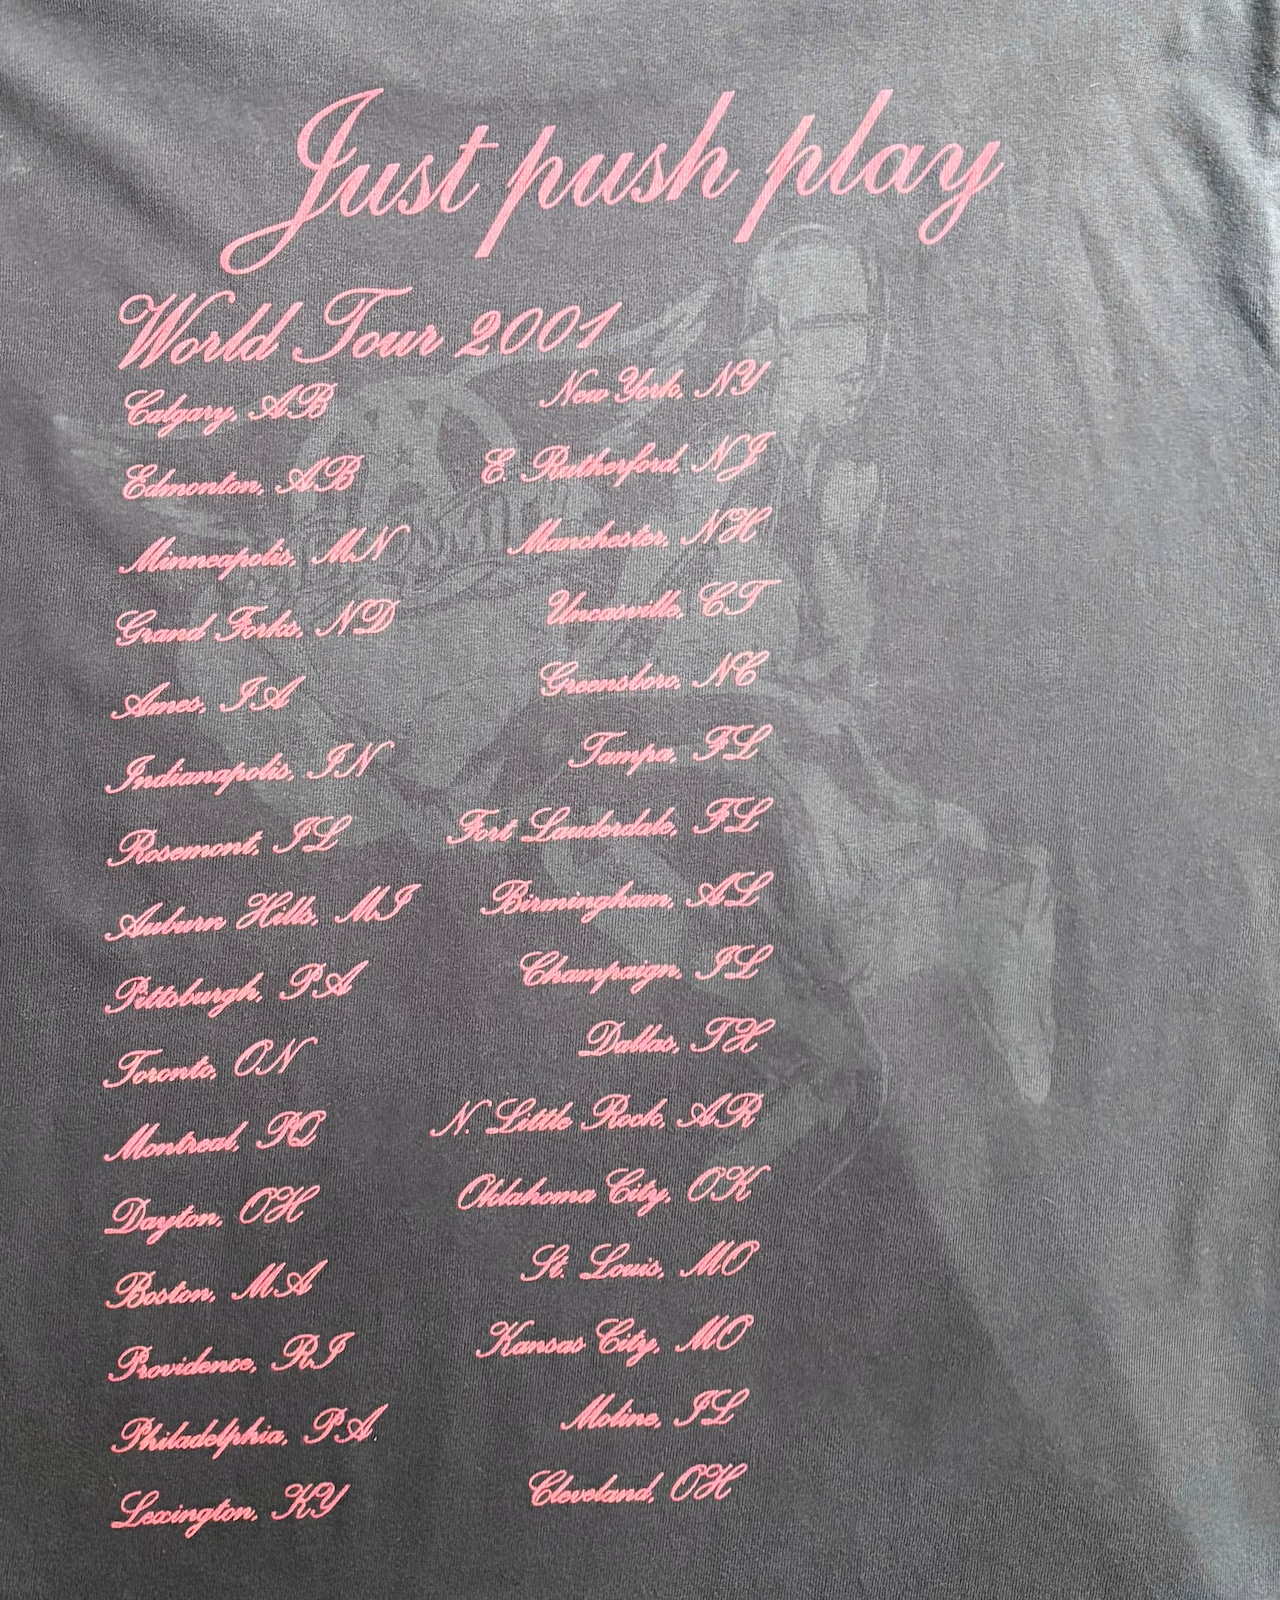 Just push play
World Tour 2001
Calgary, AB
Edmonton, AB
Minneapolis, MN
Grand Forks, ND
Ames, IA
Indianapolis, IN
Rosemont, IL
Auburn Hills, MI
Pittsburgh, PA
Toronto, ON
Montreal, PQ
Dayton, OH
Boston, MA
Providence, RI
Philadelphia, PA
Lexington, KY
New York, NY
E. Rutherford, NJ
Manchester, NH
Uncasville, CT
Greensboro, NC
Tampa, FL
Fort Lauderdale, FL
Birmingham, AL
Champaign, IL
Dallas, TX
N. Little Rock, AR
Oklahoma City, OK
St. Louis, MO
Kansas City, MO
Moline, IL
Cleveland, OH
Aerosmith